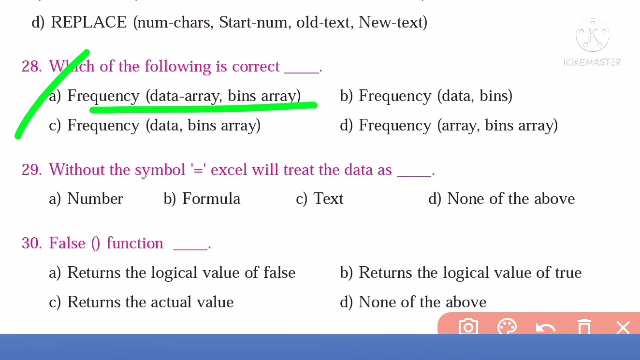 d) REPLACE (num-chars, Start-num, old-text, New-text)
KINEMASTER
28. Which of the following is correct ____.
a) Frequency (data-array, bins array) b) Frequency (data, bins)
c) Frequency (data, bins array) d) Frequency (array, bins array)
29. Without the symbol '=' excel will treat the data as ____.
a) Number b) Formula c) Text d) None of the above
30. False () function ____.
a) Returns the logical value of false b) Returns the logical value of true
c) Returns the actual value d) None of the above